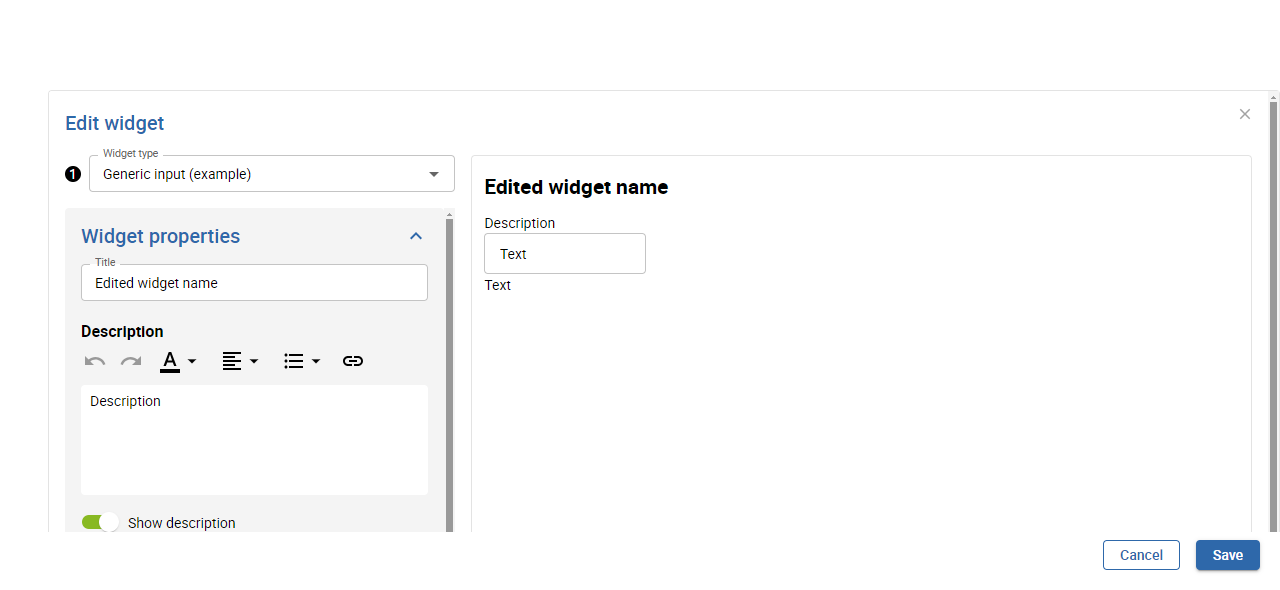 Edit widget
Widget type
1 Generic input (example)
Widget properties
Title
Edited widget name
Description
A
Description
Show description
Edited widget name
Description
Text
Text
Cancel Save